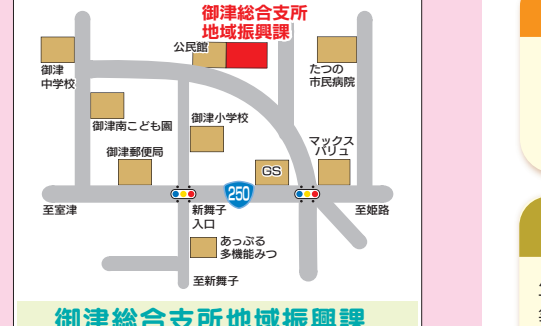 御津総合支所
地域振興課
公民館
御津
中学校
たつの
市民病院
御津南こども園
御津小学校
御津郵便局
マックス
バリュ
GS
250
至室津
新舞子
入口
至姫路
あっぷる
多機能みつ
至新舞子
御津総合支所地域振興課